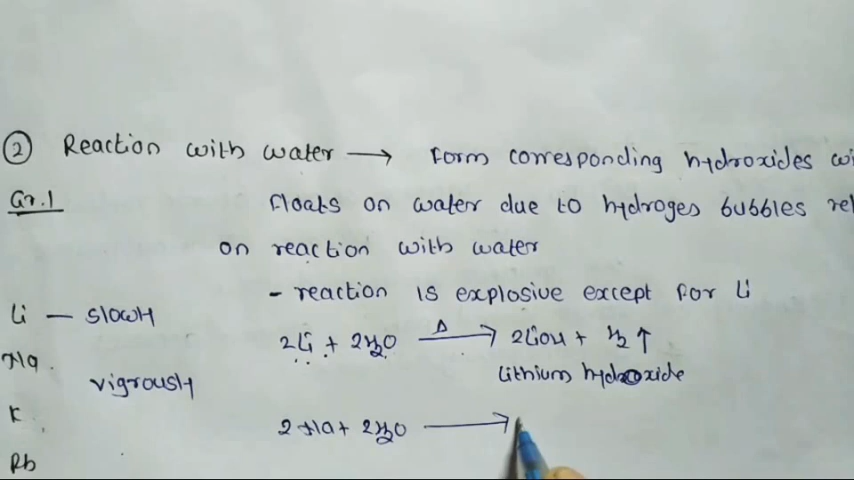 ② Reaction with water → Form corresponding hydroxides wi
Gr.1 Floats on water due to hydroges bubbles rel
on reaction with water
- reaction is explosive except for Li
Li — slowly
2Li + 2H2O —Δ→ 2LiOH + H2 ↑
Na
vigrously
Lithium hydroxide
K
2Na + 2H2O →
Rb